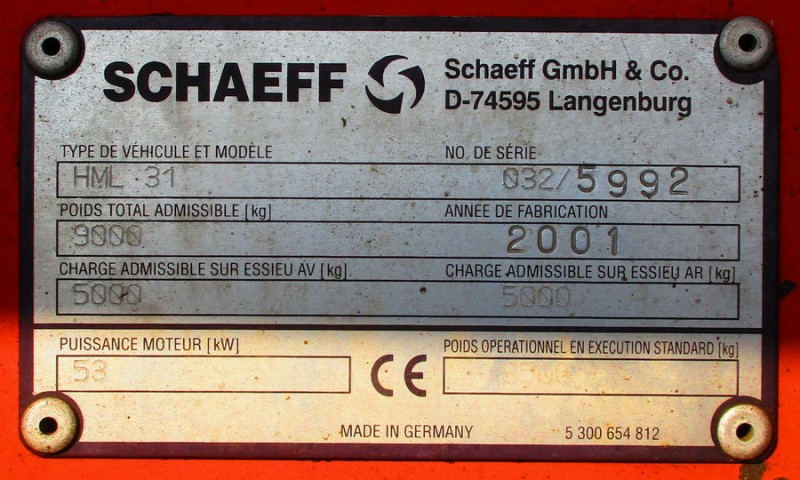 SCHAEFF Schaeff GmbH & Co.
D-74595 Langenburg
TYPE DE VÉHICULE ET MODÈLE NO. DE SÉRIE
HML 31 032/5992
POIDS TOTAL ADMISSIBLE [kg] ANNÉE DE FABRICATION
9000 2001
CHARGE ADMISSIBLE SUR ESSIEU AV [kg] CHARGE ADMISSIBLE SUR ESSIEU AR [kg]
5000 5000
PUISSANCE MOTEUR [kW] POIDS OPERATIONNEL EN EXECUTION STANDARD [kg]
53 CE
MADE IN GERMANY 5 300 654 812